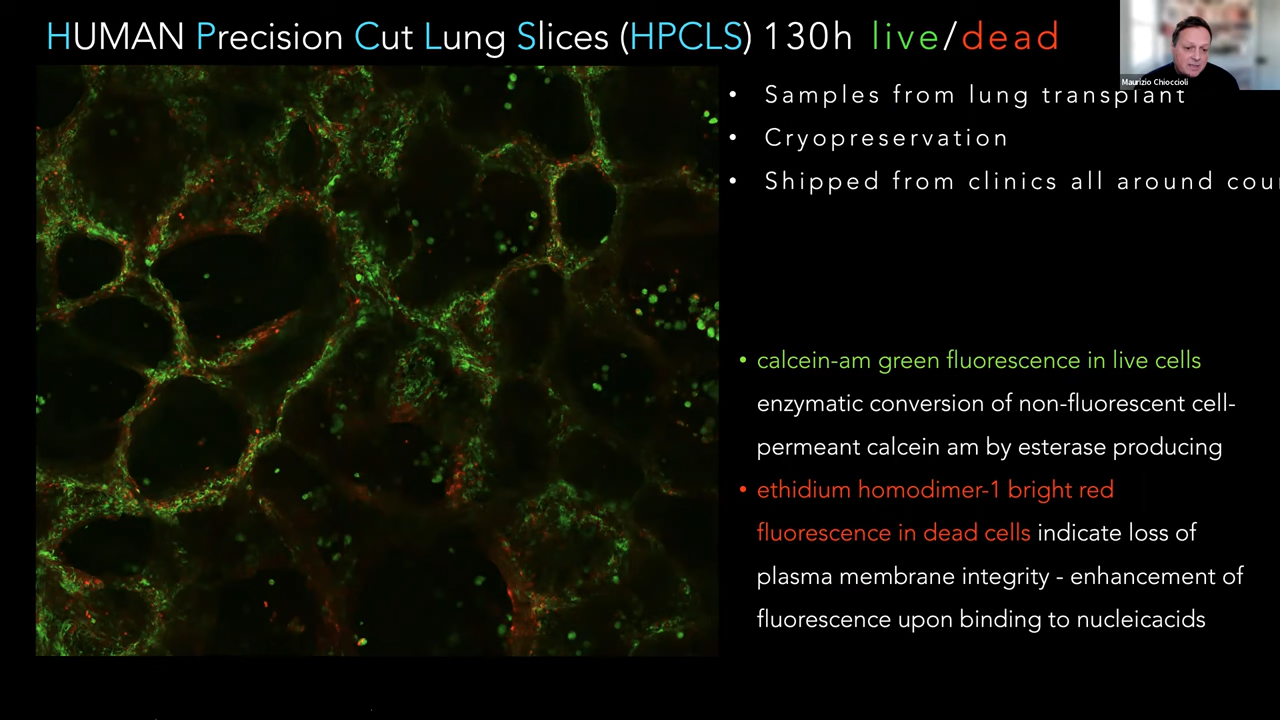 HUMAN Precision Cut Lung Slices (HPCLS) 130h live/dead
Maurizio Chioccioli
• Samples from lung transplant
• Cryopreservation
• Shipped from clinics all around cou
• calcein-am green fluorescence in live cells
enzymatic conversion of non-fluorescent cell-
permeant calcein am by esterase producing
• ethidium homodimer-1 bright red
fluorescence in dead cells indicate loss of
plasma membrane integrity - enhancement of
fluorescence upon binding to nucleicacids